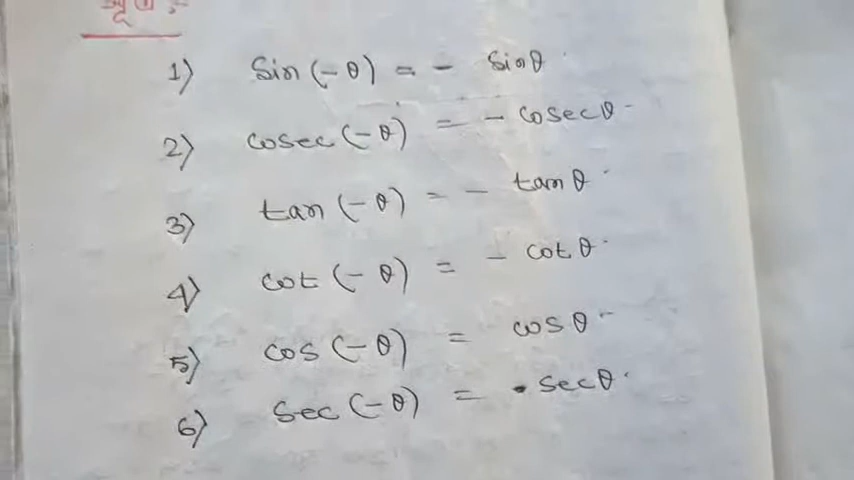 1) Sin (-θ) = - Sinθ
2) cosec (-θ) = - cosecθ
3) tan (-θ) = - tanθ
4) cot (-θ) = - cotθ
5) cos (-θ) = cosθ
6) Sec (-θ) = secθ